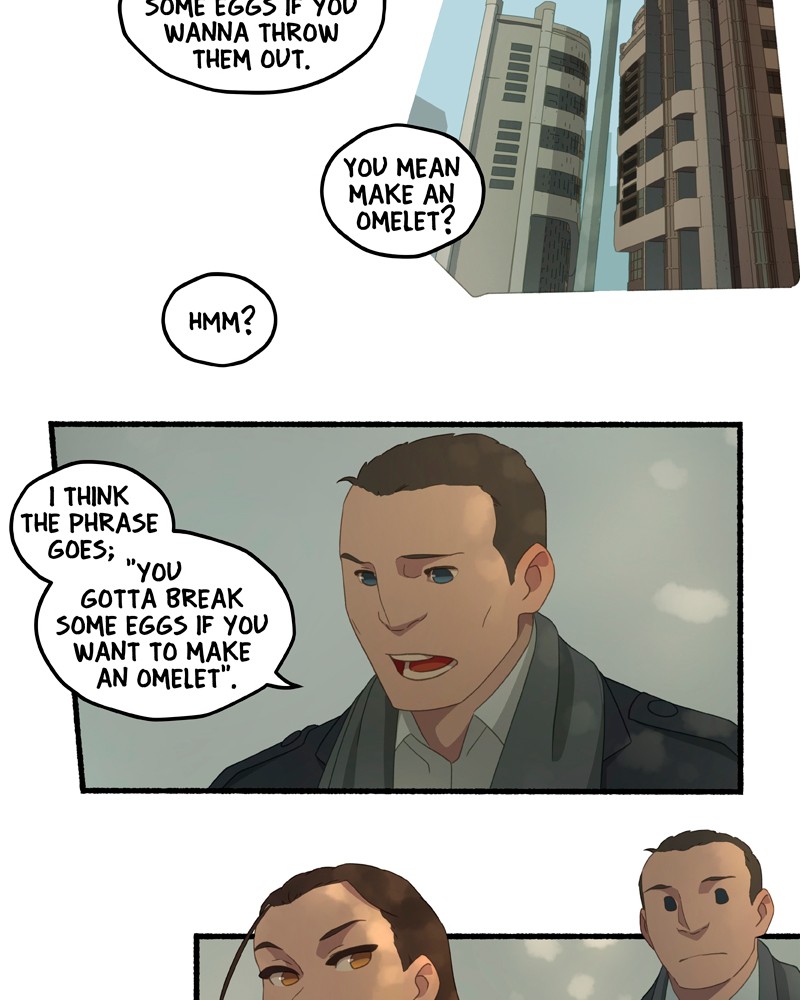 SOME EGGS IF YOU
WANNA THROW
THEM OUT.
YOU MEAN
MAKE AN
OMELET?
HMM?
I THINK
THE PHRASE
GOES;
"YOU
GOTTA BREAK
SOME EGGS IF YOU
WANT TO MAKE
AN OMELET".